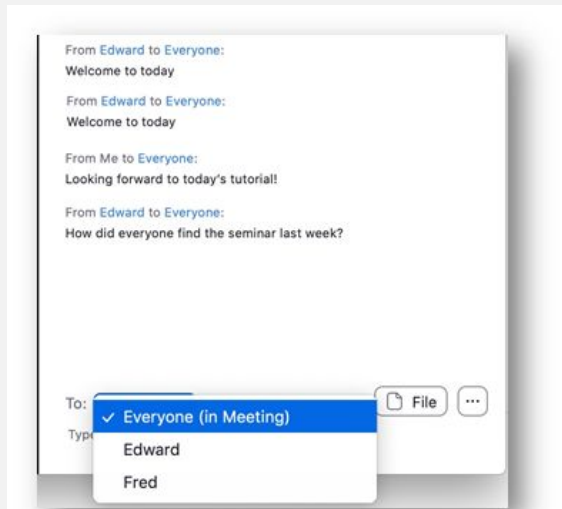 From Edward to Everyone:
Welcome to today
From Edward to Everyone:
Welcome to today
From Me to Everyone:
Looking forward to today's tutorial!
From Edward to Everyone:
How did everyone find the seminar last week?
To:
File
...
✓ Everyone (in Meeting)
Type
Edward
Fred